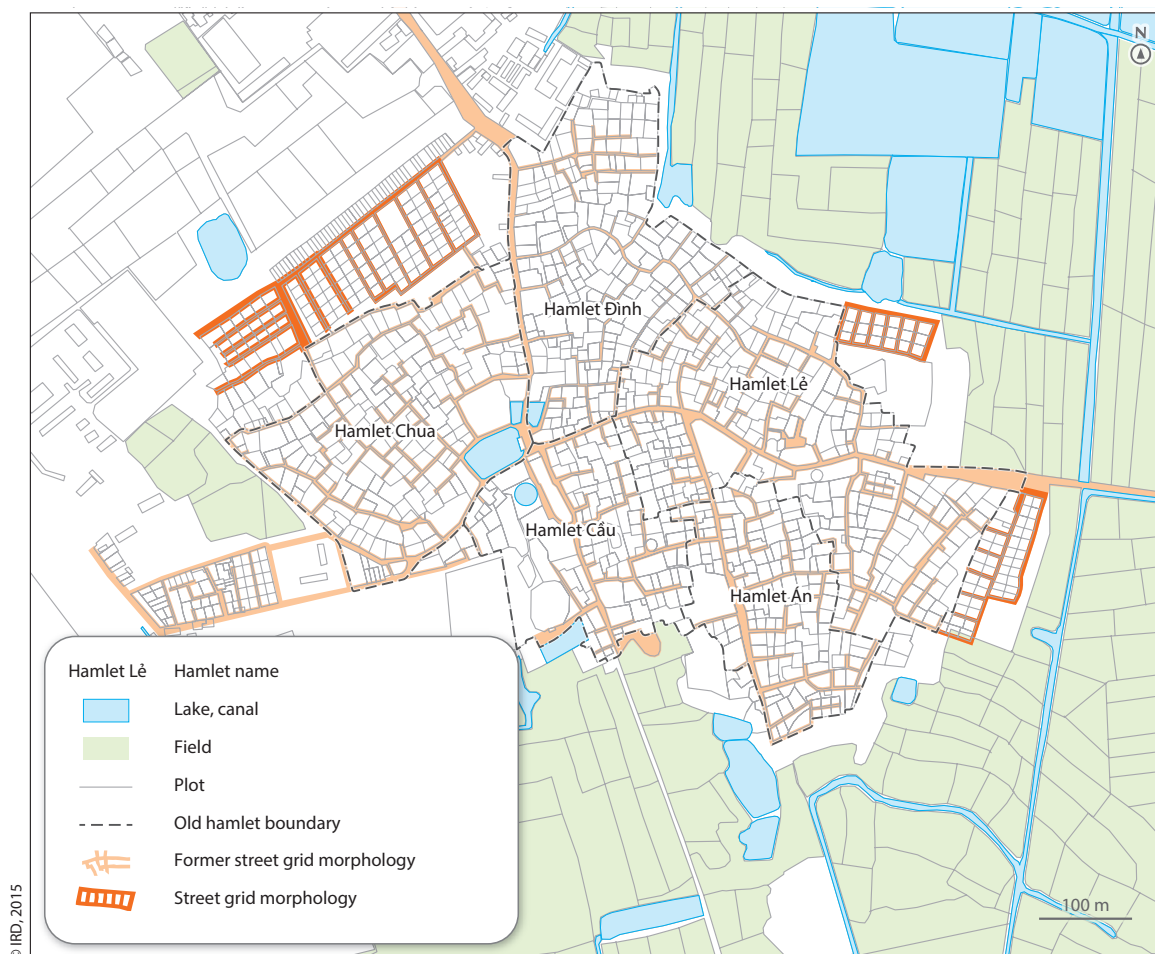 N
Hamlet Đình
Hamlet Lẻ
Hamlet Chua
Hamlet Cầu
Hamlet Án
Hamlet Lẻ Hamlet name
Lake, canal
Field
Plot
Old hamlet boundary
Former street grid morphology
Street grid morphology
100 m
© IRD, 2015